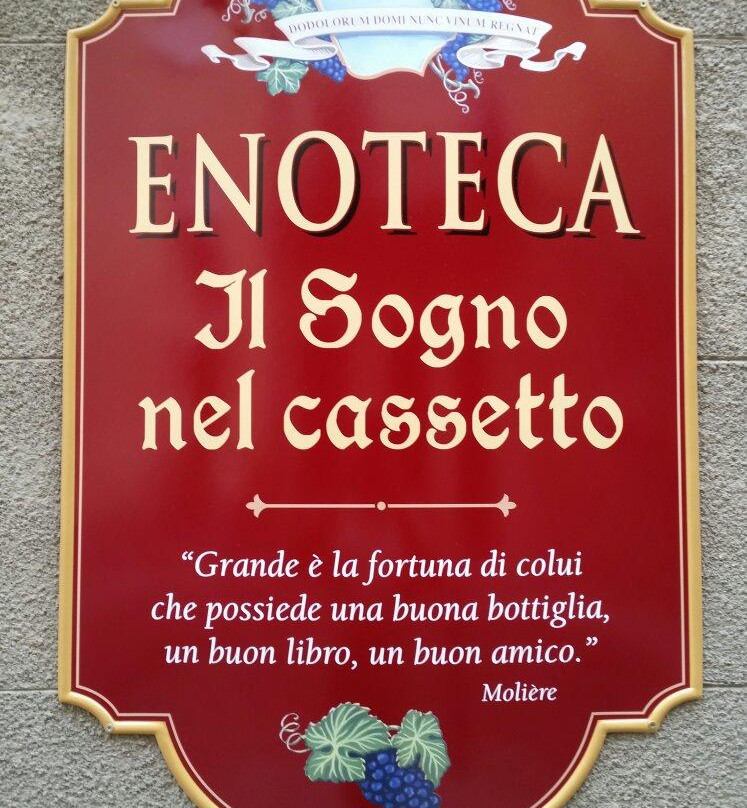 DODOLORUM DOMI NUNC VINUM REGNAT
ENOTECA
Il Sogno
nel cassetto
“Grande è la fortuna di colui
che possiede una buona bottiglia,
un buon libro, un buon amico.”
Molière